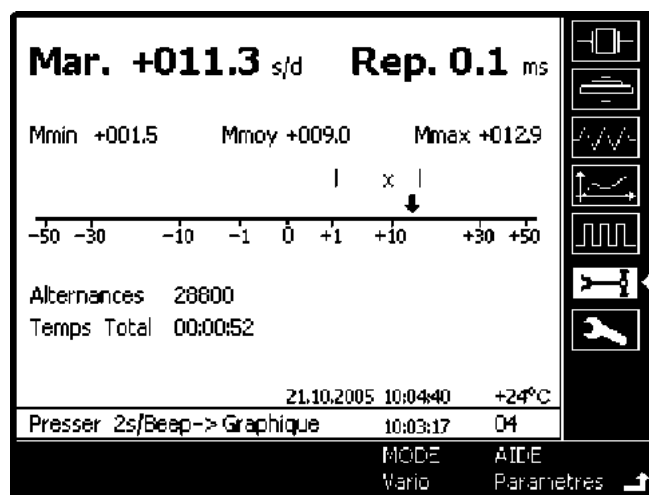 Mar. +011.3 s/d Rep. 0.1 ms
Mmin +001.5 Mmoy +009.0 Mmax +012.9
x
-50 -30 -10 -1 0 +1 +10 +30 +50
Alternances 28800
Temps Total 00:00:52
21.10.2005 10:04:40 +24°C
Presser 2s/Beep-> Graphique 10:03:17 04
MODE AIDE
Vario Parametres